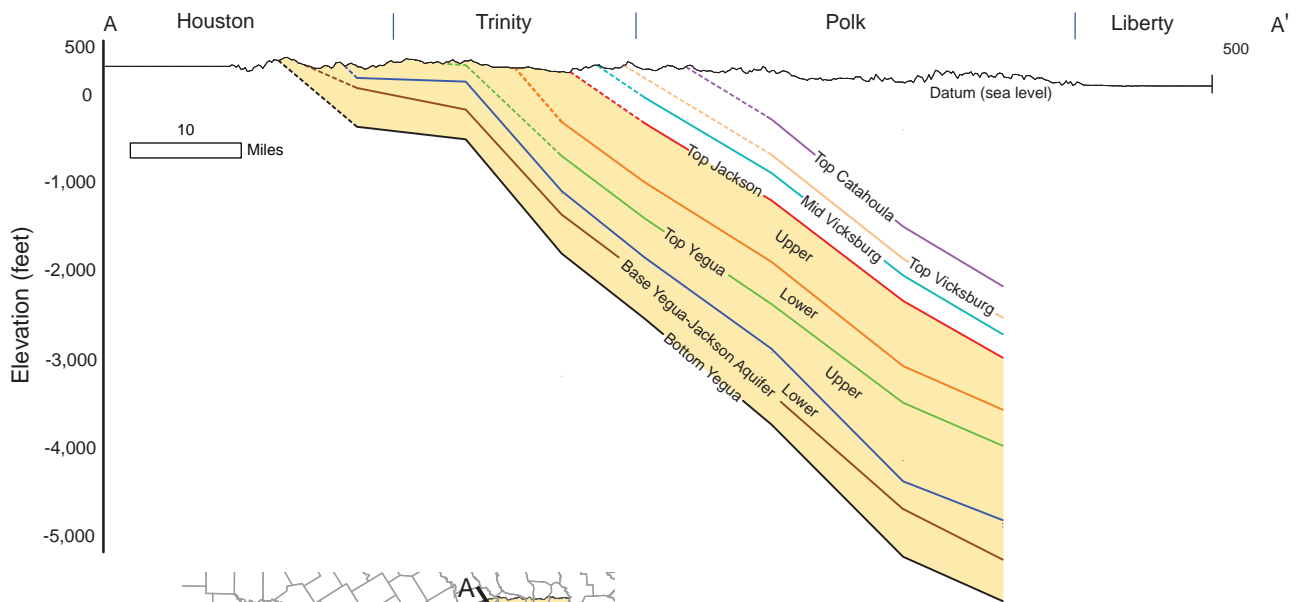 A Houston Trinity Polk Liberty A'
500
500
0
Datum (sea level)
10
Miles
-1,000
-2,000
-3,000
-4,000
-5,000
Elevation (feet)
Top Catahoula
Top Jackson
Mid Vicksburg
Top Vicksburg
Upper
Top Yegua
Lower
Base Yegua-Jackson Aquifer
Upper
Bottom Yegua
Lower
A